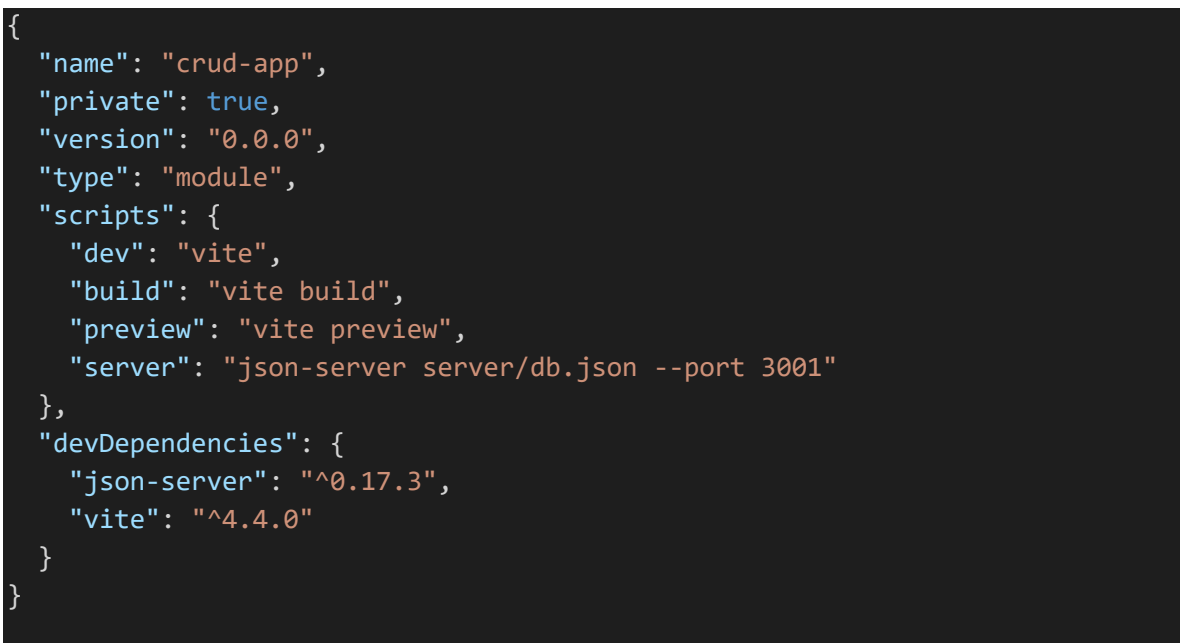 {
  "name": "crud-app",
  "private": true,
  "version": "0.0.0",
  "type": "module",
  "scripts": {
    "dev": "vite",
    "build": "vite build",
    "preview": "vite preview",
    "server": "json-server server/db.json --port 3001"
  },
  "devDependencies": {
    "json-server": "^0.17.3",
    "vite": "^4.4.0"
  }
}